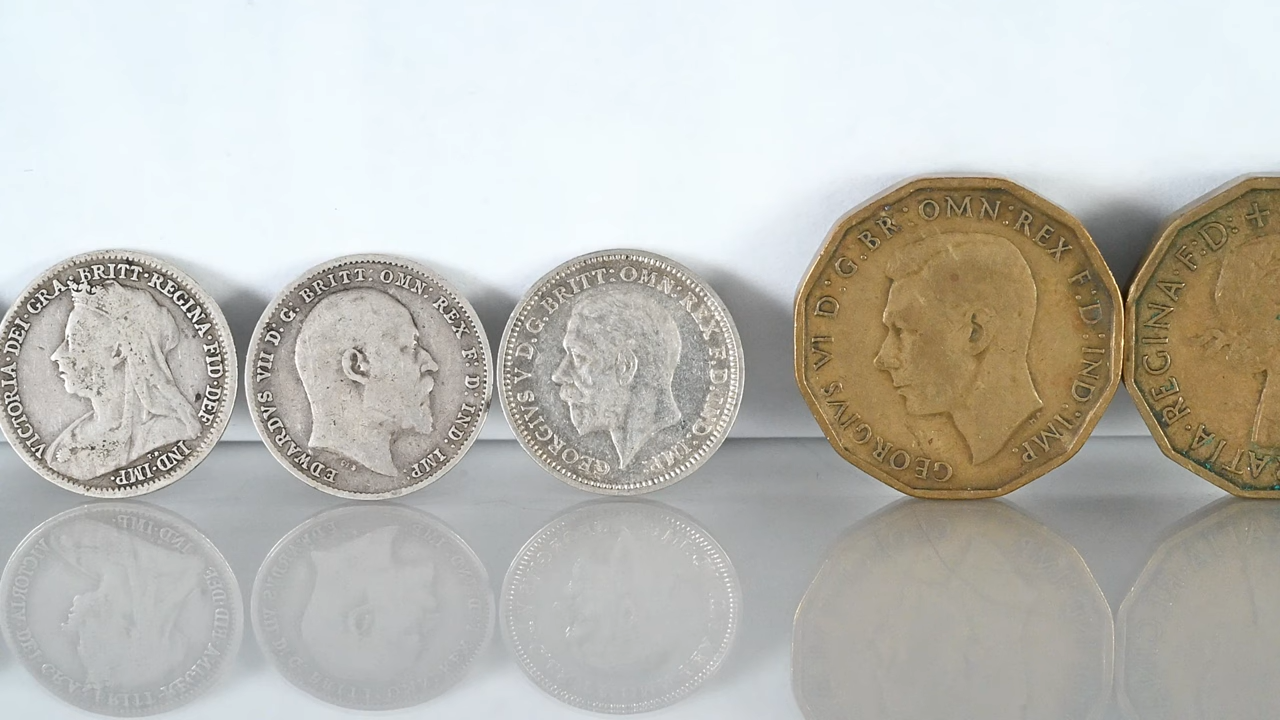 VICTORIA·DEI·GRA·BRITT·REGINA·FID·DEF·IND·IMP·
EDWARDVS VII D: G: BRITT: OMN: REX F: D: IND: IMP:
GEORGIVS V D.G.BRITT:OMN.REX F.D.IND.IMP:
GEORGIVS VI D:G:BR:OMN:REX F:D:IND:IMP.
REGINA·F:D:+